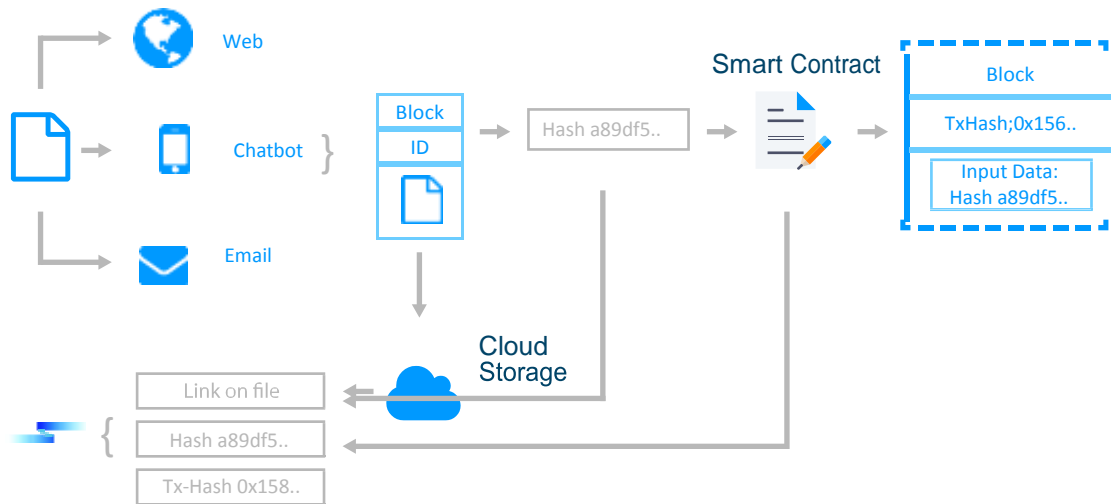 Web
Smart Contract
Block
Block
TxHash;0x156..
Hash a89df5..
Chatbot
}
ID
Input Data:
Hash a89df5..
Email
Cloud
Storage
Link on file
{
Hash a89df5..
Tx-Hash 0x158..